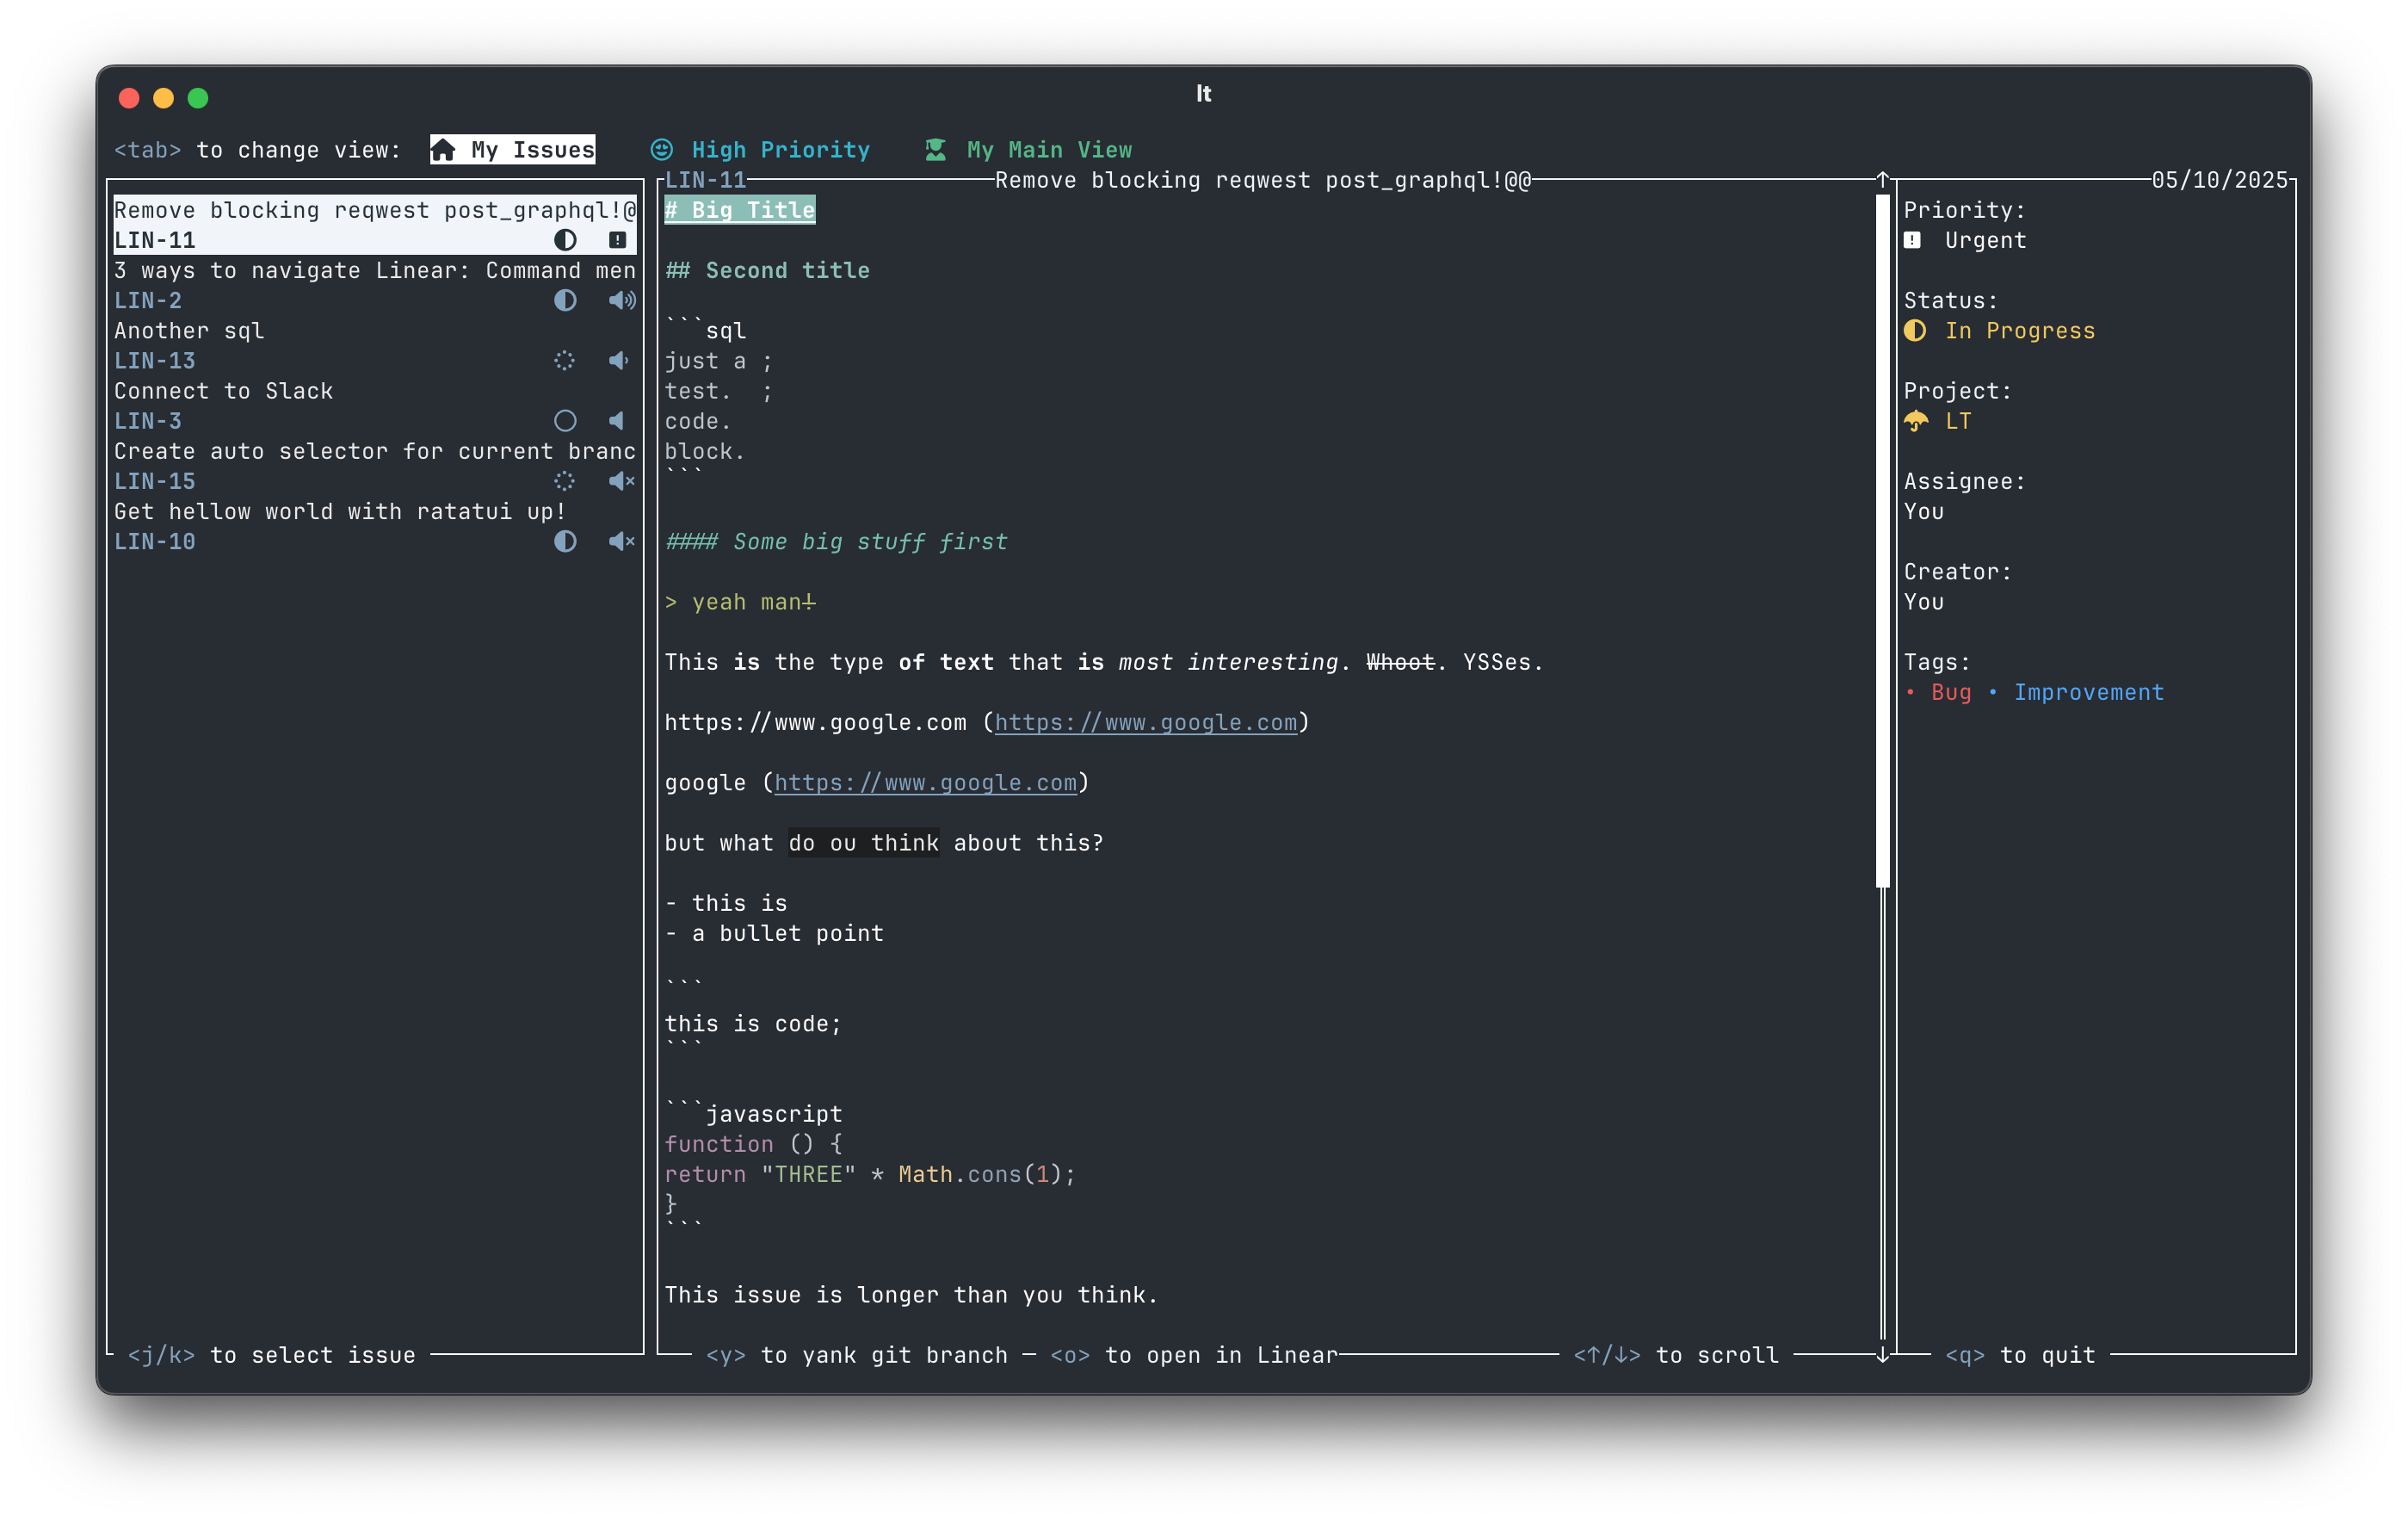 lt
<tab> to change view: My Issues High Priority My Main View
Remove blocking reqwest post_graphql!@
LIN-11
3 ways to navigate Linear: Command men
LIN-2
Another sql
LIN-13
Connect to Slack
LIN-3
Create auto selector for current branc
LIN-15
Get hellow world with ratatui up!
LIN-10
<j/k> to select issue
LIN-11 Remove blocking reqwest post_graphql!@@
# Big Title
## Second title
```sql
just a ;
test.  ;
code.
block.
```
#### Some big stuff first
> yeah man!
This is the type of text that is most interesting. Whoot. YSSes.
https://www.google.com (https://www.google.com)
google (https://www.google.com)
but what do ou think about this?
- this is
- a bullet point
```
this is code;
```
```javascript
function () {
return "THREE" * Math.cons(1);
}
```
This issue is longer than you think.
<y> to yank git branch <o> to open in Linear <↑/↓> to scroll
05/10/2025
Priority:
Urgent
Status:
In Progress
Project:
LT
Assignee:
You
Creator:
You
Tags:
• Bug • Improvement
<q> to quit